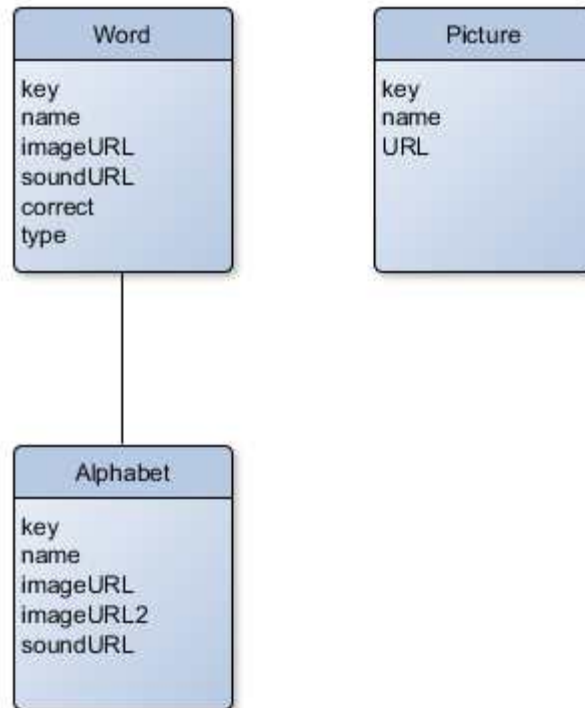 Word
key
name
imageURL
soundURL
correct
type
Picture
key
name
URL
Alphabet
key
name
imageURL
imageURL2
soundURL